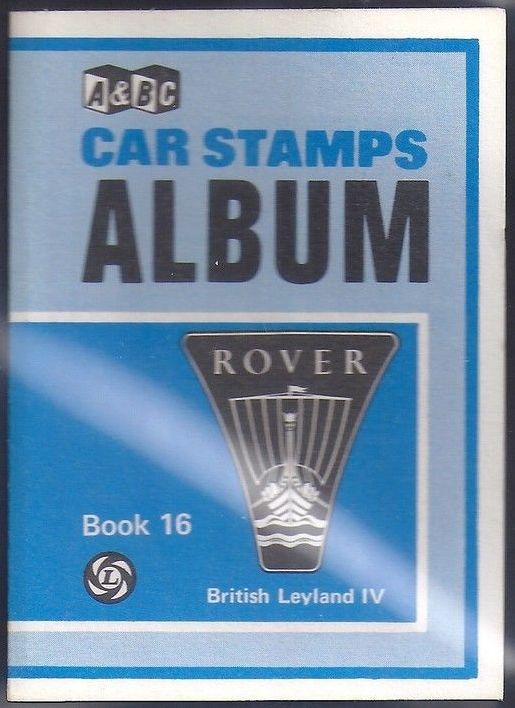 A&BC
CAR STAMPS
ALBUM
ROVER
Book 16
L
British Leyland IV